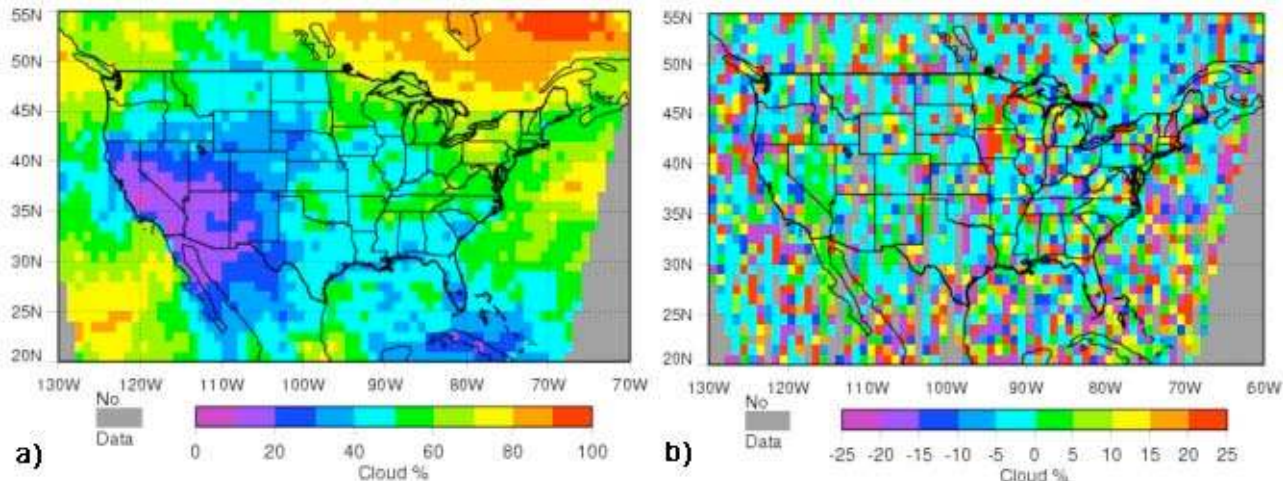 55N
50N
45N
40N
35N
30N
25N
20N
130W 120W 110W 100W 90W 80W 70W
No
Data
0 20 40 60 80 100
Cloud %
a)
55N
50N
45N
40N
35N
30N
25N
20N
130W 120W 110W 100W 90W 80W 70W 60W
No
Data
-25 -20 -15 -10 -5 0 5 10 15 20 25
Cloud %
b)